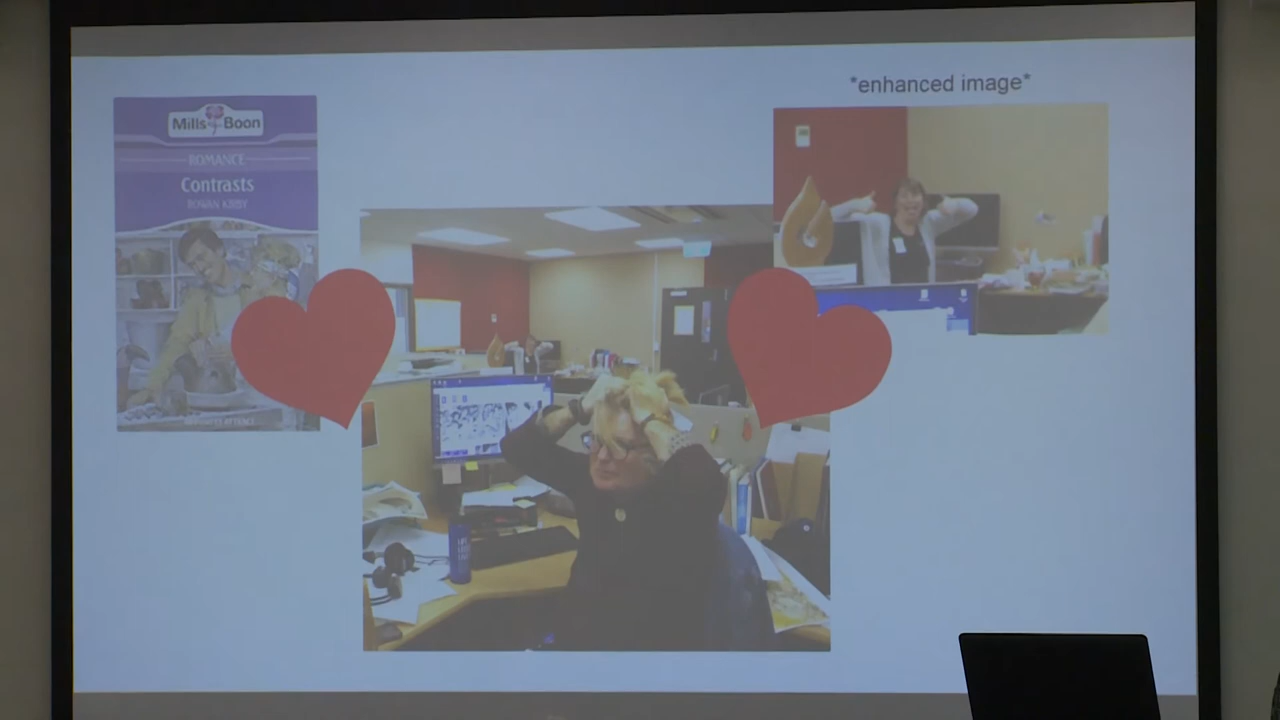 *enhanced image*
Mills & Boon
ROMANCE
Contrasts
ROWAN KIRBY